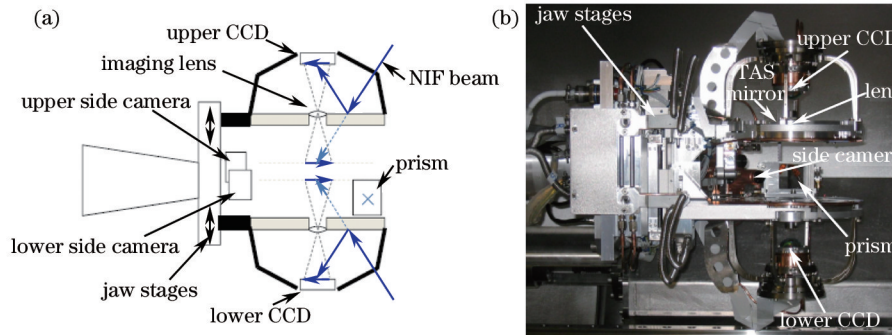 (a)
upper CCD
imaging lens
NIF beam
upper side camera
prism
lower side camera
jaw stages
lower CCD
(b)
jaw stages
upper CCD
TAS
mirror
lens
side camera
prism
lower CCD